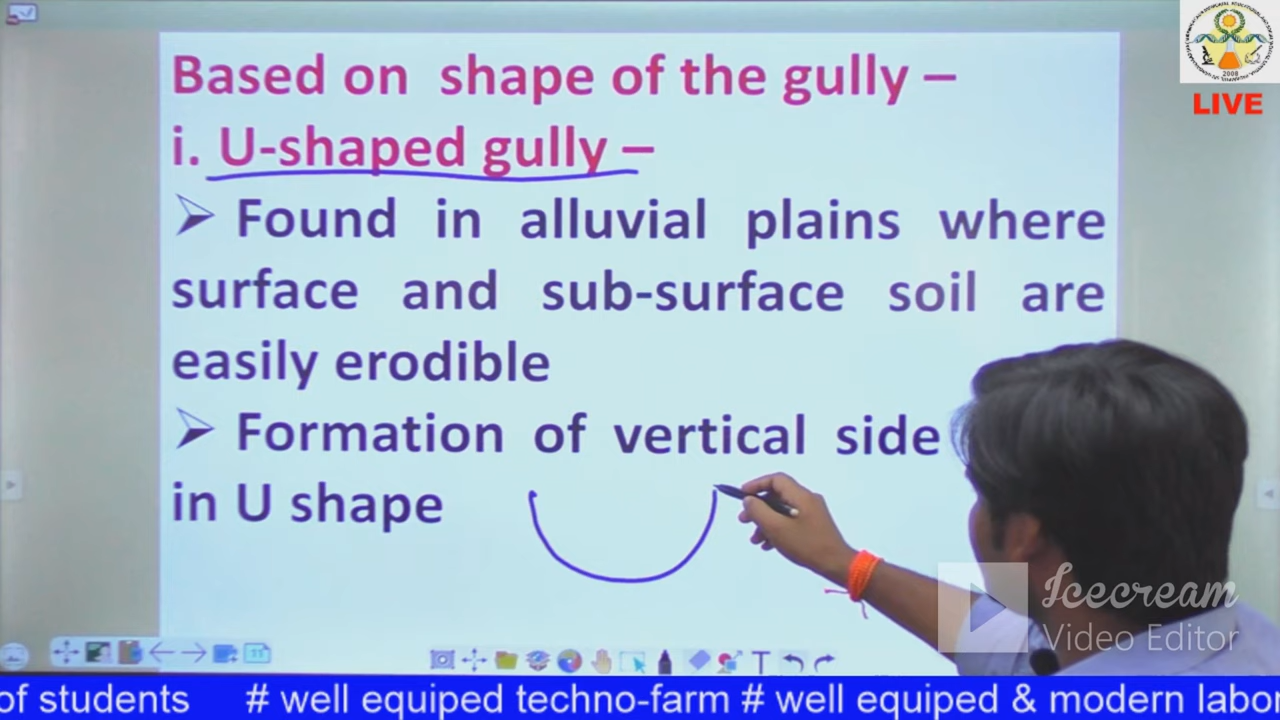 Based on shape of the gully –
i. U-shaped gully –
➢ Found in alluvial plains where
surface and sub-surface soil are
easily erodible
➢ Formation of vertical side
in U shape
2008
LIVE
11
T
Icecream
Video Editor
of students # well equiped techno-farm # well equiped & modern labor